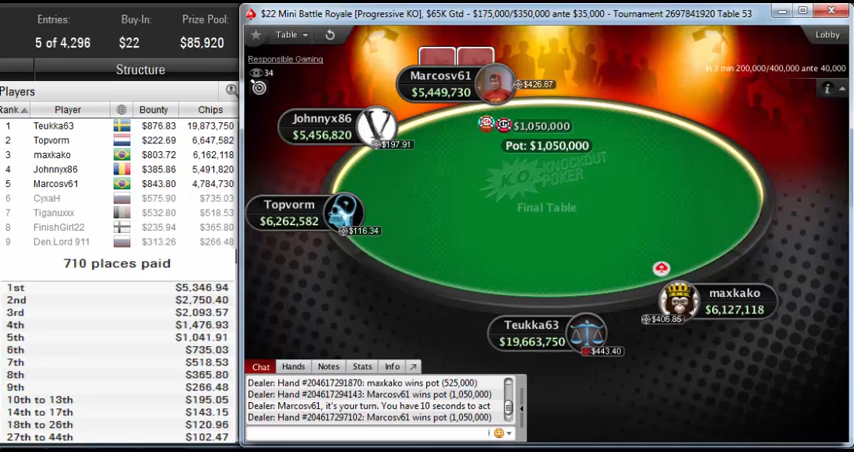 Entries:
Buy-In:
Prize Pool:
5 of 4.296
$22
$85,920
Structure
Players
Rank Player Bounty Chips
1 Teukka63 $876.83 19,873,750
2 Topvorm $222.69 6,647,582
3 maxkako $803.72 6,162,118
4 Johnnyx86 $385.86 5,491,820
5 Marcosv61 $843.80 4,784,730
6 CyxaH $575.90 $735.03
7 Tiganuxxx $532.80 $518.53
8 FinishGirl22 $235.94 $365.80
9 Den.Lord 911 $313.26 $266.48
710 places paid
1st $5,346.94
2nd $2,750.40
3rd $2,093.57
4th $1,476.93
5th $1,041.91
6th $735.03
7th $518.53
8th $365.80
9th $266.48
10th to 13th $195.05
14th to 17th $143.15
18th to 26th $120.96
27th to 44th $102.47
$22 Mini Battle Royale [Progressive KO], $65K Gtd - $175,000/$350,000 ante $35,000 - Tournament 2697841920 Table 53
Table
Lobby
Responsible Gaming
34
In 3 min 200,000/400,000 ante 40,000
Marcosv61
$5,449,730
$426.87
Johnnyx86
$5,456,820
$197.91
$1,050,000
Pot: $1,050,000
KO KNOCKOUT
POKER
Final Table
Topvorm
$6,262,582
$116.34
maxkako
$6,127,118
$406.85
Teukka63
$19,663,750
$443.40
Chat Hands Notes Stats Info
Dealer: Hand #204617291870: maxkako wins pot (525,000)
Dealer: Hand #204617294143: Marcosv61 wins pot (1,050,000)
Dealer: Marcosv61, it's your turn. You have 10 seconds to act
Dealer: Hand #204617297102: Marcosv61 wins pot (1,050,000)